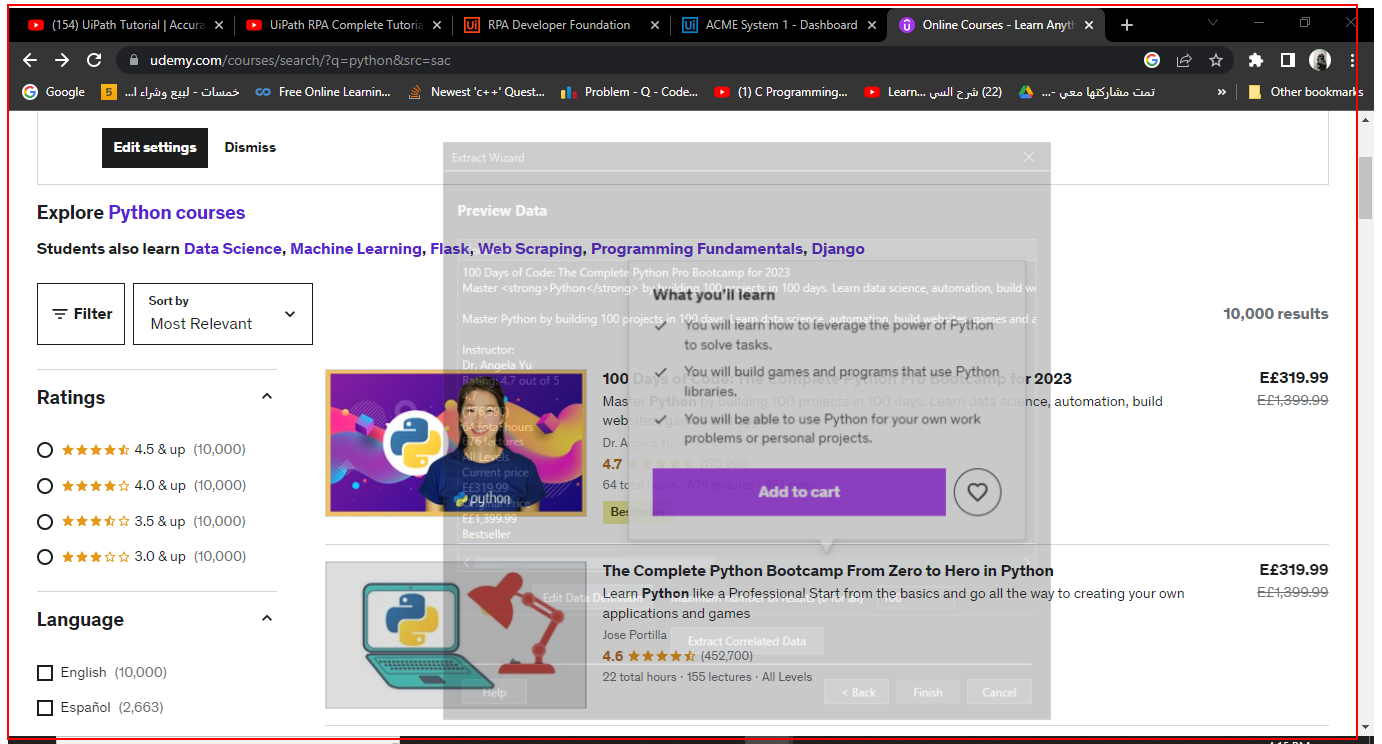 (154) UiPath Tutorial | Accura
UiPath RPA Complete Tutoria
RPA Developer Foundation
ACME System 1 - Dashboard
Online Courses - Learn Anyth
udemy.com/courses/search/?q=python&src=sac
Google
5
خمسات - لبيع وشراء ا...
Free Online Learnin...
Newest 'c++' Quest...
Problem - Q - Code...
(1) C Programming...
Learn... شرح السي (22)
تمت مشاركتها معي -...
»
Other bookmarks
Edit settings
Dismiss
Extract Wizard
Preview Data
Explore Python courses
Students also learn Data Science, Machine Learning, Flask, Web Scraping, Programming Fundamentals, Django
Filter
Sort by
Most Relevant
10,000 results
100 Days of Code: The Complete Python Pro Bootcamp for 2023
Master <strong>Python</strong> by building 100 projects in 100 days. Learn data science, automation, build w
Master Python by building 100 projects in 100 days. Learn data science, automation, build websites, games and a
Instructor:
Dr. Angela Yu
Rating: 4.7 out of 5
4.7
64 total hours
676 lectures
All Levels
Current price
E£319.99
Original Price
E£1,399.99
Bestseller
What you'll learn
You will learn how to leverage the power of Python
to solve tasks.
You will build games and programs that use Python
libraries.
You will be able to use Python for your own work
problems or personal projects.
Add to cart
python
100 Days of Code: The Complete Python Pro Bootcamp for 2023
Master Python by building 100 projects in 100 days. Learn data science, automation, build
websites, games
Dr. Angela Yu
4.7 (176,998)
64 total hours · 676 lectures · All Levels
Bestseller
E£319.99
E£1,399.99
The Complete Python Bootcamp From Zero to Hero in Python
Learn Python like a Professional Start from the basics and go all the way to creating your own
applications and games
Jose Portilla
4.6 (452,700)
22 total hours · 155 lectures · All Levels
E£319.99
E£1,399.99
Edit Data Definition
Maximum number of results (0 for all)
100
Extract Correlated Data
Help
< Back
Finish
Cancel
Ratings
4.5 & up (10,000)
4.0 & up (10,000)
3.5 & up (10,000)
3.0 & up (10,000)
Language
English (10,000)
Español (2,663)